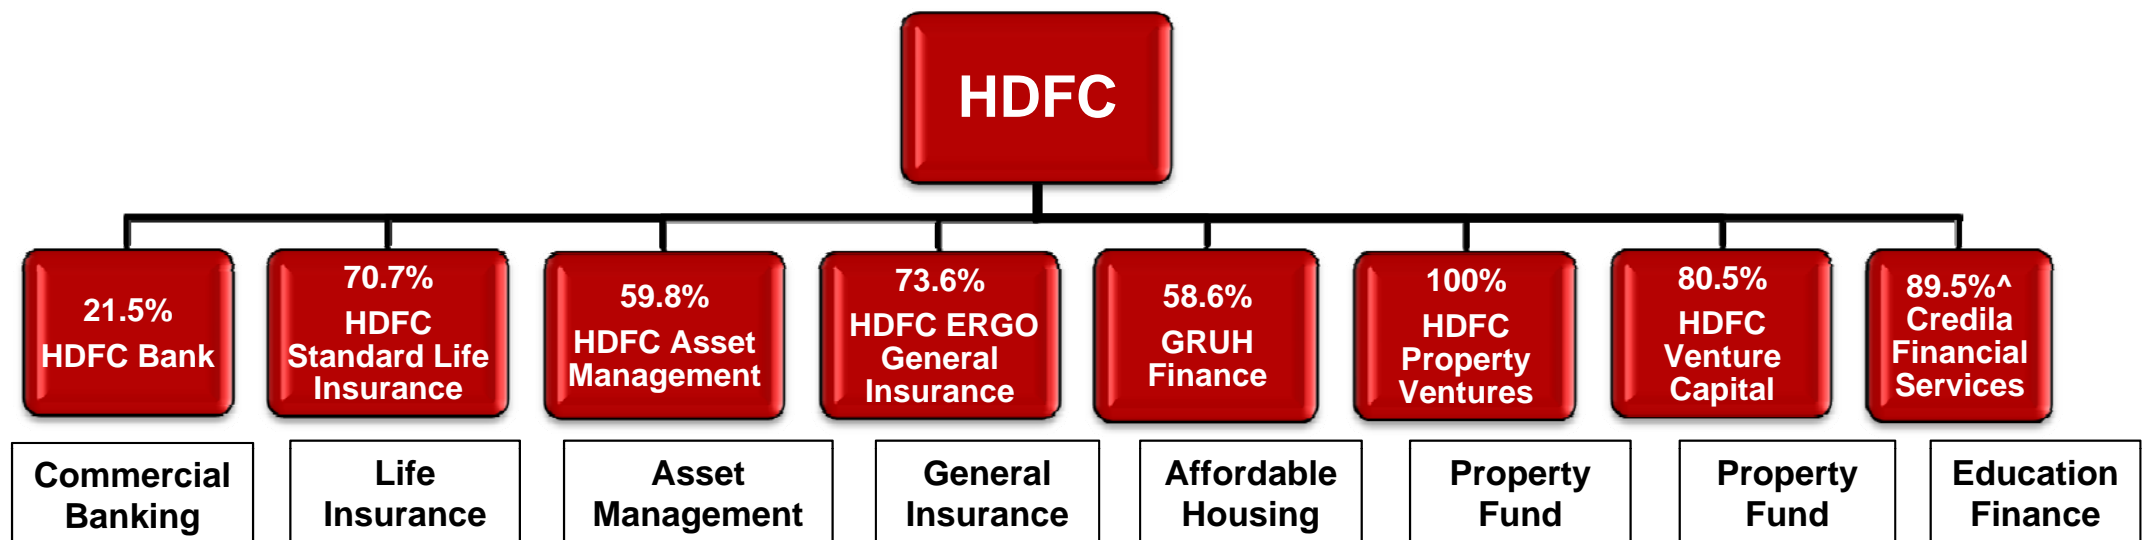 HDFC
21.5%
HDFC Bank
70.7%
HDFC
Standard Life
Insurance
59.8%
HDFC Asset
Management
73.6%
HDFC ERGO
General
Insurance
58.6%
GRUH
Finance
100%
HDFC
Property
Ventures
80.5%
HDFC
Venture
Capital
89.5%^
Credila
Financial
Services
Commercial
Banking
Life
Insurance
Asset
Management
General
Insurance
Affordable
Housing
Property
Fund
Property
Fund
Education
Finance